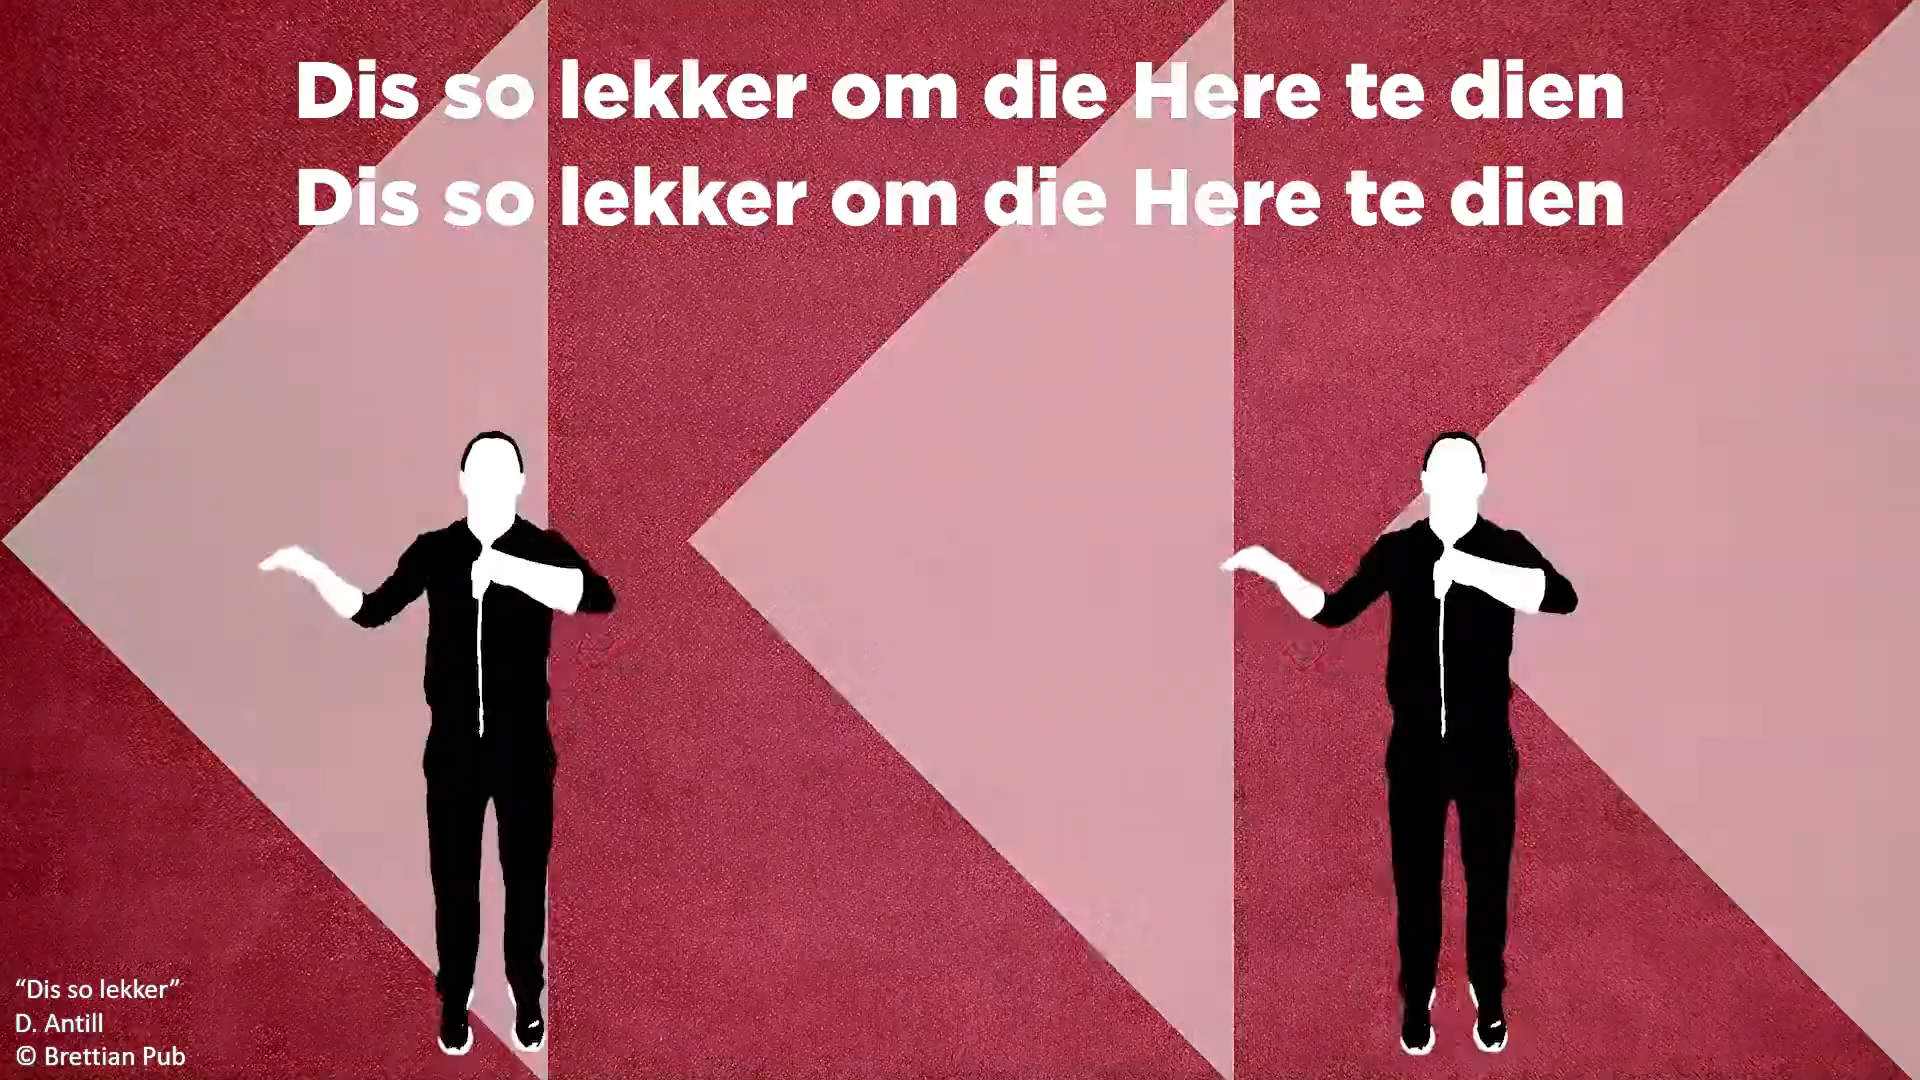 Dis so lekker om die Here te dien
Dis so lekker om die Here te dien
“Dis so lekker”
D. Antill
© Brettian Pub